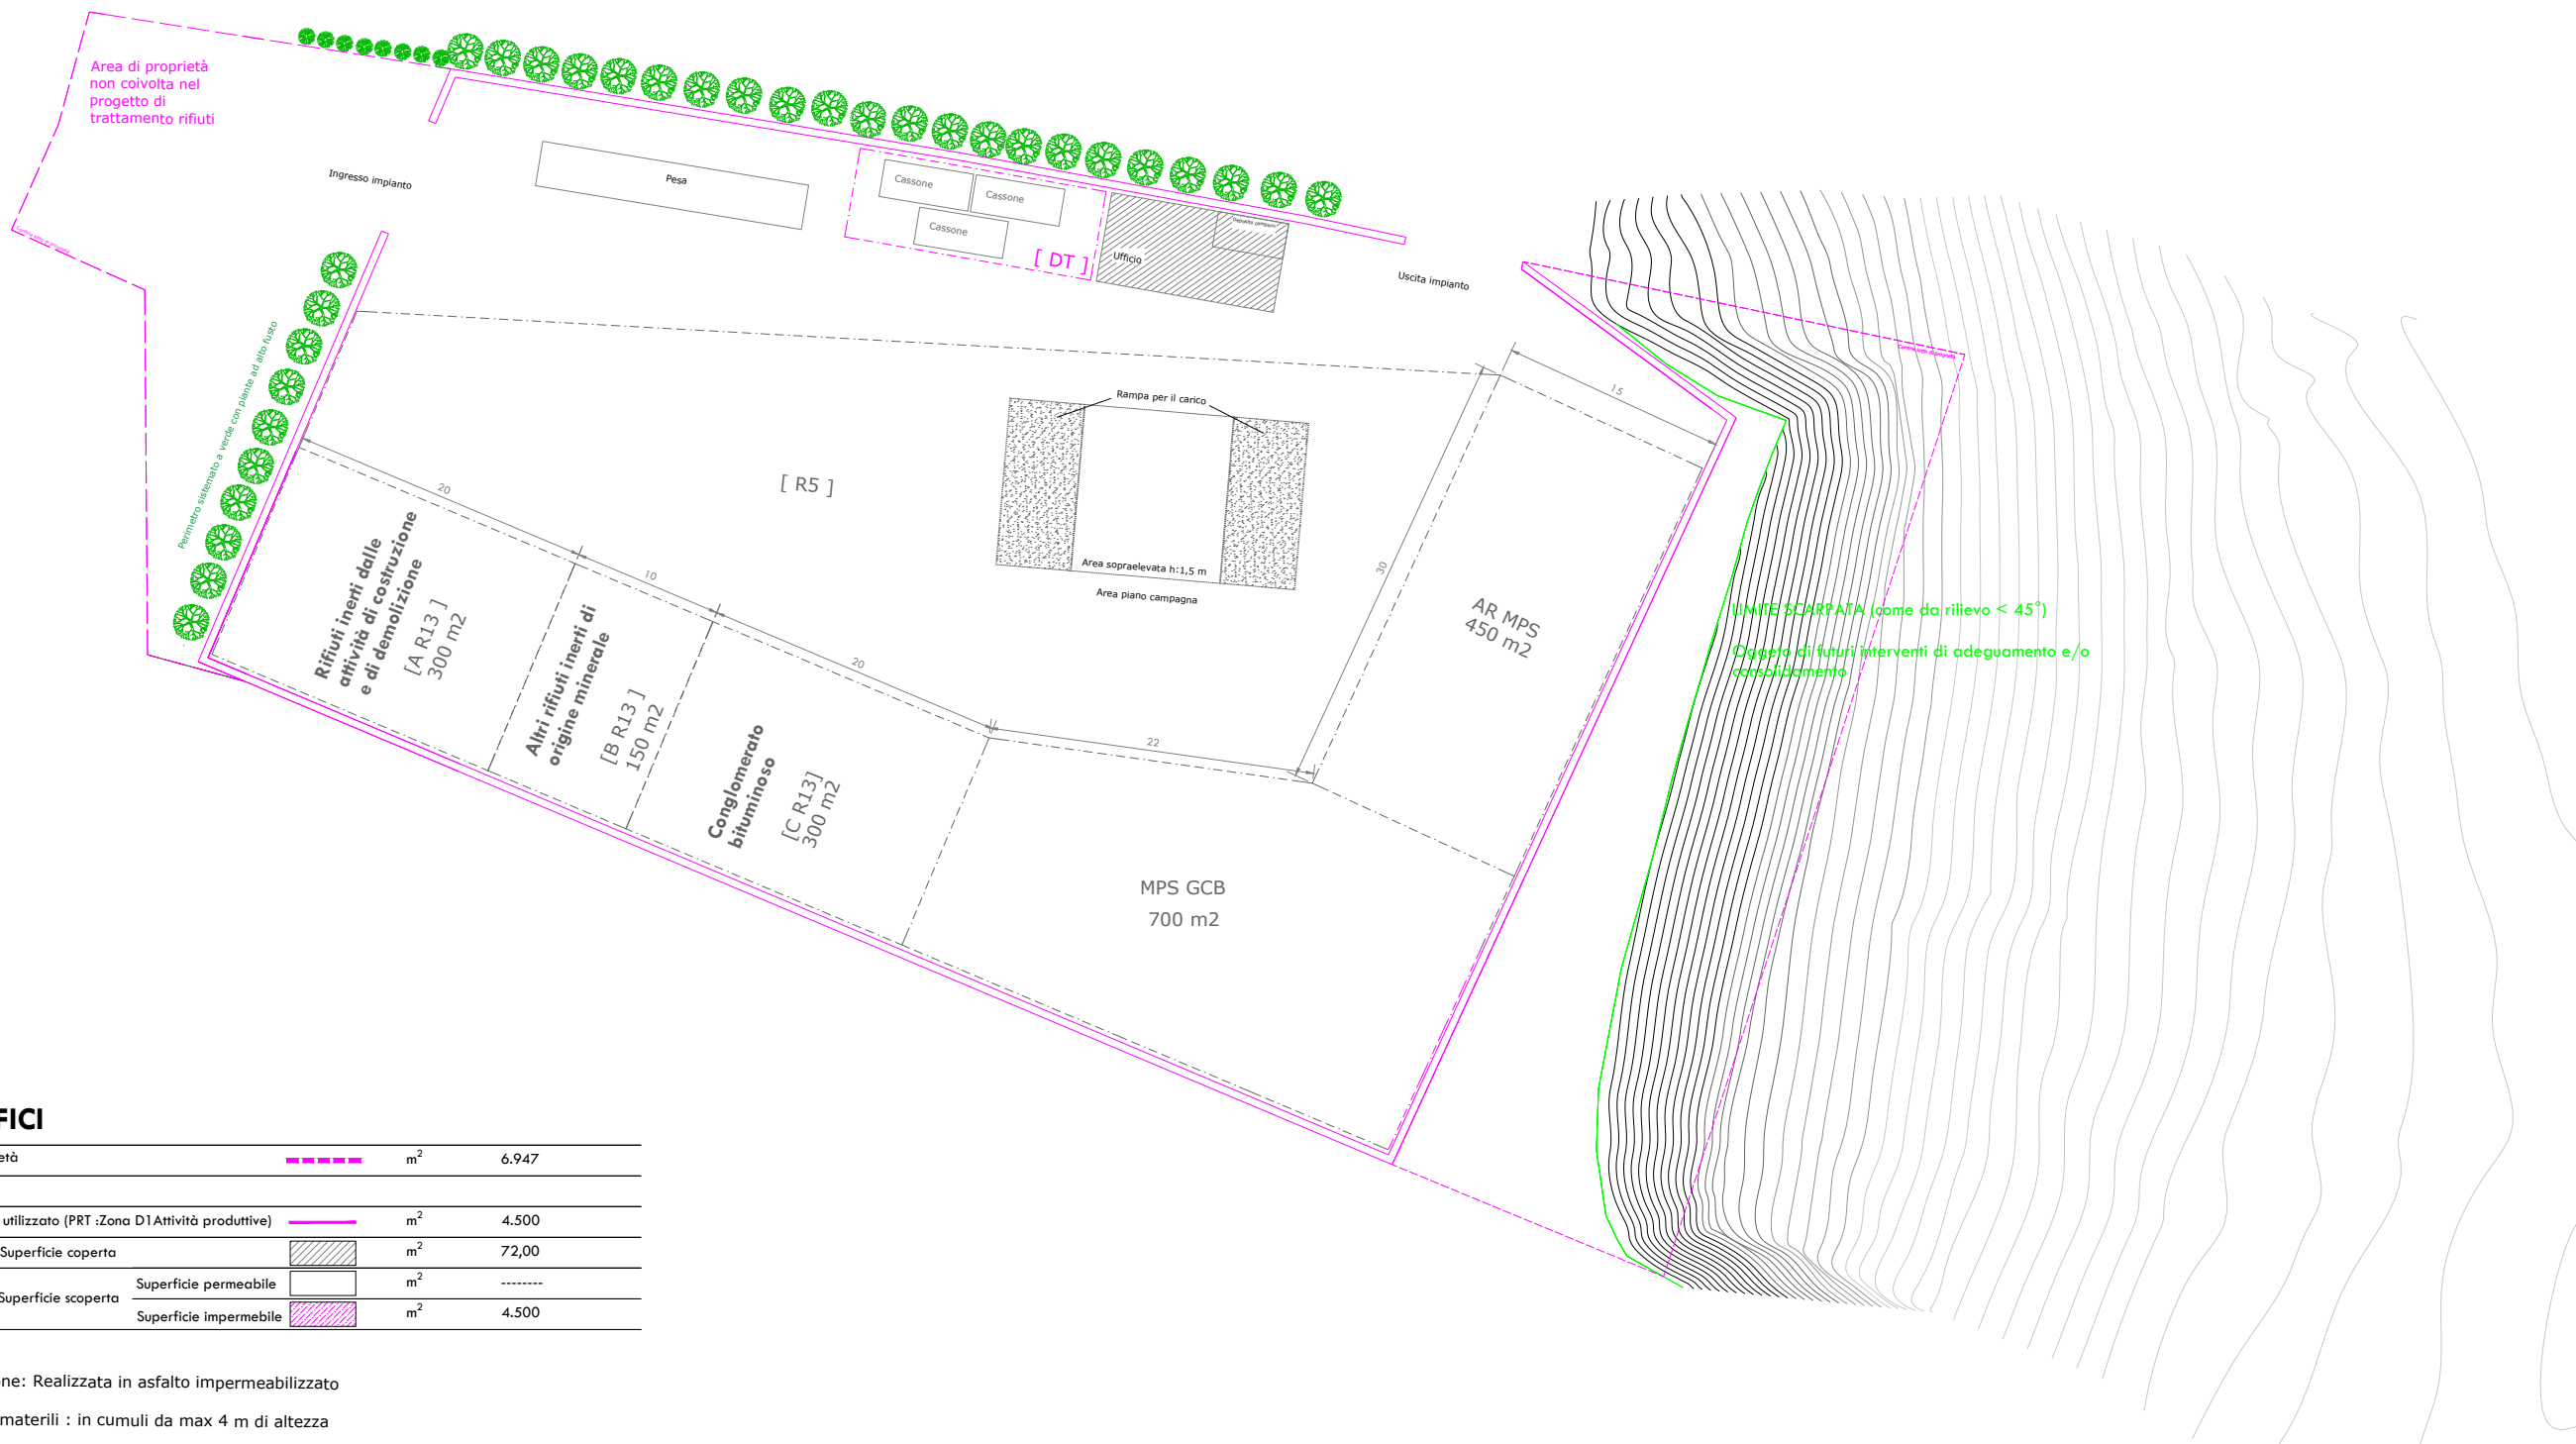 Area di proprietà
non coivolta nel
progetto di
trattamento rifiuti
Ingresso impianto
Pesa
Cassone
Cassone
Cassone
[ DT ]
Ufficio
Uscita impianto
Perimetro sistemato a verde con piante ad alto fusto
Rampa per il carico
15
[ R5 ]
20
10
20
22
30
Area sopraelevata h:1,5 m
Area piano campagna
Rifiuti inerti dalle
attività di costruzione
e di demolizione
[A R13 ]
300 m2
Altri rifiuti inerti di
origine minerale
[B R13 ]
150 m2
Conglomerato
bituminoso
[C R13]
300 m2
AR MPS
450 m2
MPS GCB
700 m2
LIMITE SCARPATA (come da rilievo < 45°)
Oggeto di futuri interventi di adeguamento e/o
consolidamento
FICI
età m² 6.947
utilizzato (PRT :Zona D1Attività produttive) m² 4.500
Superficie coperta m² 72,00
Superficie permeabile m² --------
Superficie scoperta
Superficie impermebile m² 4.500
ne: Realizzata in asfalto impermeabilizzato
materili : in cumuli da max 4 m di altezza